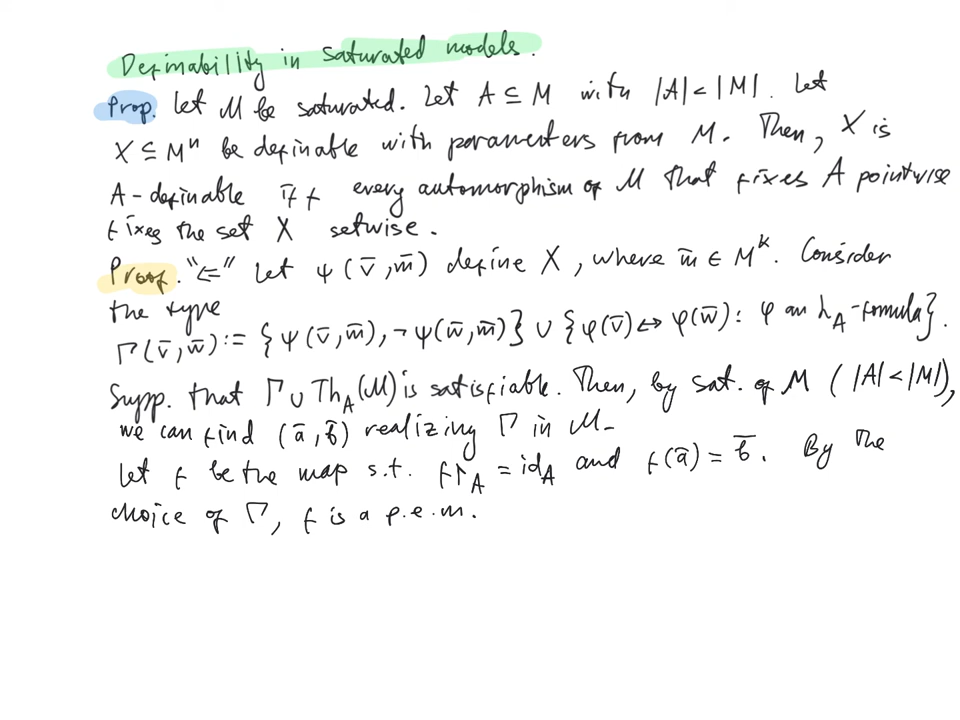 Definability in saturated models.
Prop. Let M be saturated. Let A ⊆ M with |A| < |M|. Let
X ⊆ Mⁿ be definable with parameters from M. Then, X is
A-definable iff every automorphism of M that fixes A pointwise
fixes the set X setwise.
Proof. "⇐" Let ψ(v̄, m̄) define X, where m̄ ∈ Mᵏ. Consider
the type
Γ(v̄, w̄) := {ψ(v̄, m̄), ¬ψ(w̄, m̄)} ∪ {φ(v̄) ↔ φ(w̄) : φ an L_A-formula}.
Supp. that Γ ∪ Th_A(M) is satisfiable. Then, by sat. of M (|A| < |M|),
we can find (ā, b̄) realizing Γ in M.
Let f be the map s.t. f↾_A = id_A and f(ā) = b̄. By the
choice of Γ, f is a p.e.m.